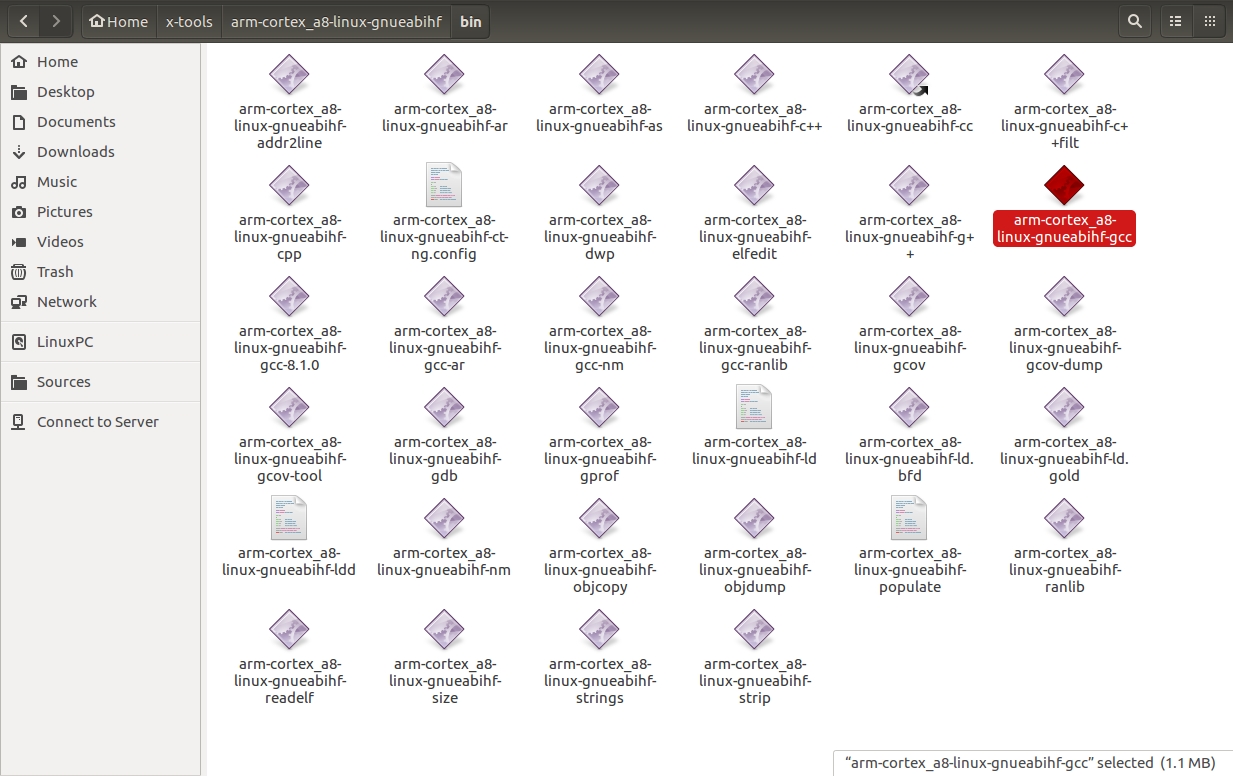 Home
x-tools
arm-cortex_a8-linux-gnueabihf
bin
Home
Desktop
Documents
Downloads
Music
Pictures
Videos
Trash
Network
LinuxPC
Sources
Connect to Server
arm-cortex_a8-
linux-gnueabihf-
addr2line
arm-cortex_a8-
linux-gnueabihf-ar
arm-cortex_a8-
linux-gnueabihf-as
arm-cortex_a8-
linux-gnueabihf-c++
arm-cortex_a8-
linux-gnueabihf-cc
arm-cortex_a8-
linux-gnueabihf-c+
+filt
arm-cortex_a8-
linux-gnueabihf-
cpp
arm-cortex_a8-
linux-gnueabihf-ct-
ng.config
arm-cortex_a8-
linux-gnueabihf-
dwp
arm-cortex_a8-
linux-gnueabihf-
elfedit
arm-cortex_a8-
linux-gnueabihf-g+
+
arm-cortex_a8-
linux-gnueabihf-gcc
arm-cortex_a8-
linux-gnueabihf-
gcc-8.1.0
arm-cortex_a8-
linux-gnueabihf-
gcc-ar
arm-cortex_a8-
linux-gnueabihf-
gcc-nm
arm-cortex_a8-
linux-gnueabihf-
gcc-ranlib
arm-cortex_a8-
linux-gnueabihf-
gcov
arm-cortex_a8-
linux-gnueabihf-
gcov-dump
arm-cortex_a8-
linux-gnueabihf-
gcov-tool
arm-cortex_a8-
linux-gnueabihf-
gdb
arm-cortex_a8-
linux-gnueabihf-
gprof
arm-cortex_a8-
linux-gnueabihf-ld
arm-cortex_a8-
linux-gnueabihf-ld.
bfd
arm-cortex_a8-
linux-gnueabihf-ld.
gold
arm-cortex_a8-
linux-gnueabihf-ldd
arm-cortex_a8-
linux-gnueabihf-nm
arm-cortex_a8-
linux-gnueabihf-
objcopy
arm-cortex_a8-
linux-gnueabihf-
objdump
arm-cortex_a8-
linux-gnueabihf-
populate
arm-cortex_a8-
linux-gnueabihf-
ranlib
arm-cortex_a8-
linux-gnueabihf-
readelf
arm-cortex_a8-
linux-gnueabihf-
size
arm-cortex_a8-
linux-gnueabihf-
strings
arm-cortex_a8-
linux-gnueabihf-
strip
“arm-cortex_a8-linux-gnueabihf-gcc” selected (1.1 MB)